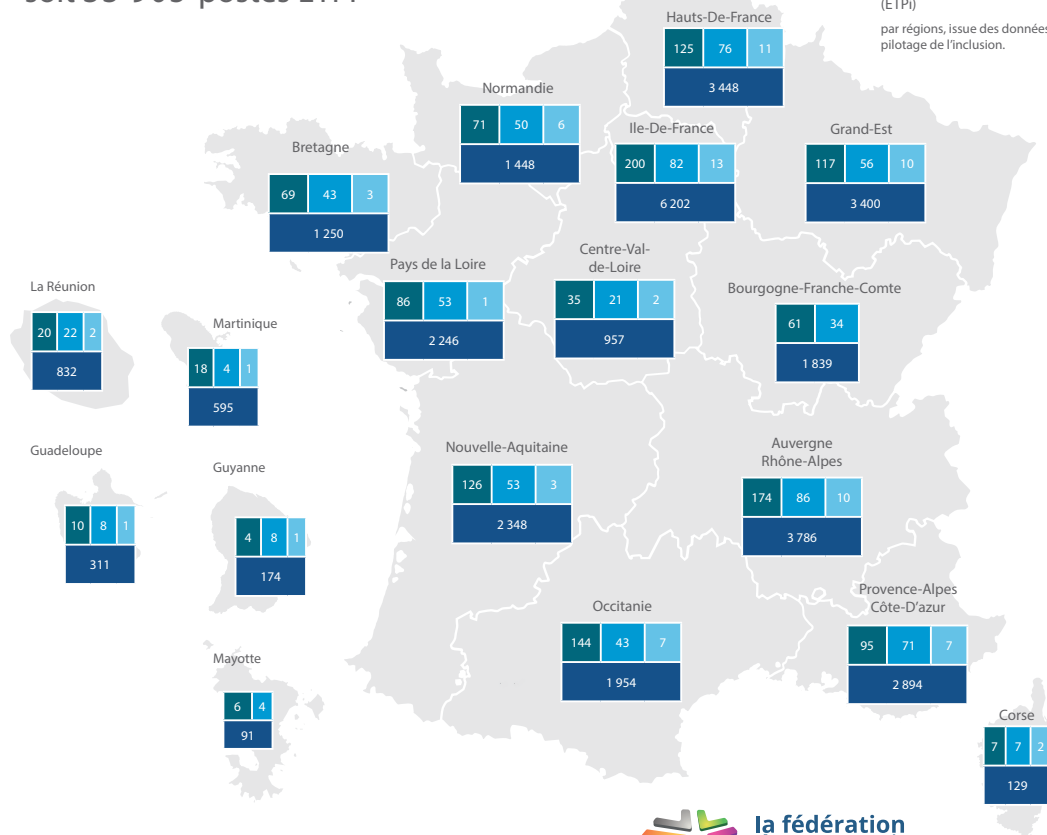 soit postes
(ETPi)
par régions, issue des données
pilotage de l'inclusion.
Hauts-De-France
125 76 11
3 448
Normandie
71 50 6
1 448
Ile-De-France
200 82 13
6 202
Grand-Est
117 56 10
3 400
Bretagne
69 43 3
1 250
Pays de la Loire
86 53 1
2 246
Centre-Val-
de-Loire
35 21 2
957
Bourgogne-Franche-Comte
61 34
1 839
La Réunion
20 22 2
832
Martinique
18 4 1
595
Guadeloupe
10 8 1
311
Guyanne
4 8 1
174
Nouvelle-Aquitaine
126 53 3
2 348
Auvergne
Rhône-Alpes
174 86 10
3 786
Occitanie
144 43 7
1 954
Provence-Alpes
Côte-D'azur
95 71 7
2 894
Mayotte
6 4
91
Corse
7 7 2
129
la fédération